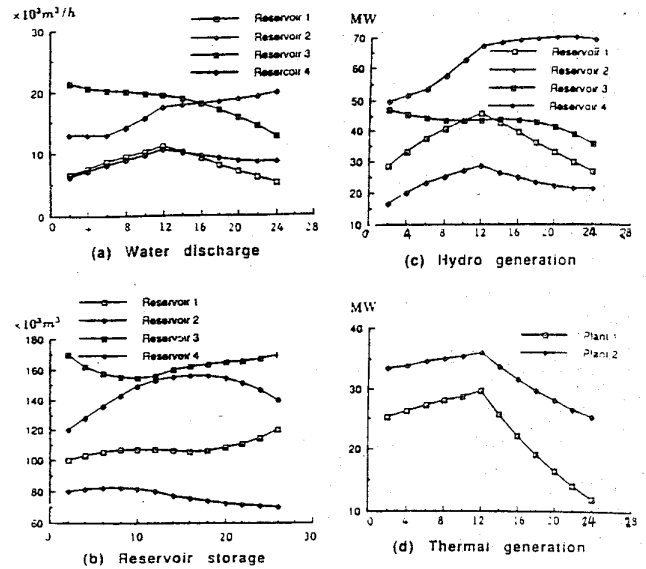 ×10³m³/h
Reservoir 1
Reservoir 2
Reservoir 3
Reservoir 4
30
20
10
0
0 4 8 12 16 20 24 28
(a) Water discharge
MW
Reservoir 1
Reservoir 2
Reservoir 3
Reservoir 4
70
60
50
40
30
20
10
0 4 8 12 16 20 24 28
(c) Hydro generation
×10³m³
Reservoir 1
Reservoir 2
Reservoir 3
Reservoir 4
180
160
140
120
100
80
60
0 10 20 30
(b) Reservoir storage
MW
Plant 1
Plant 2
40
30
20
10
0 4 8 12 16 20 24 28
(d) Thermal generation